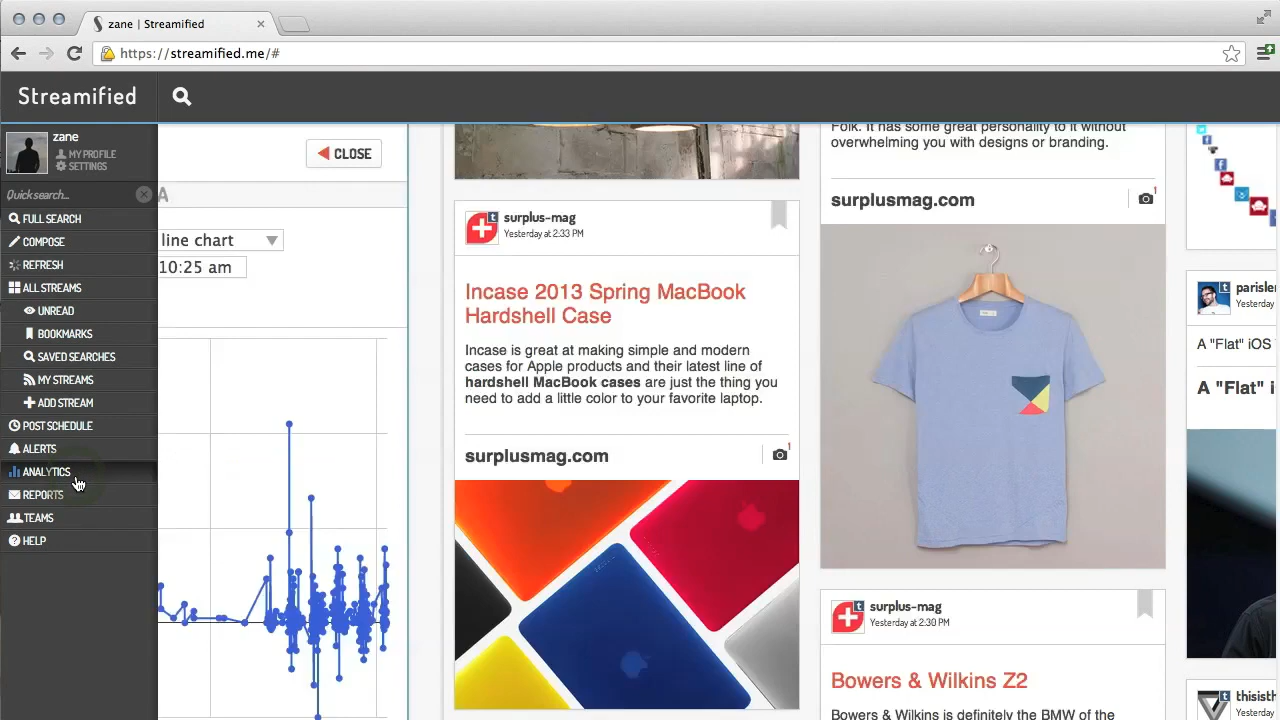 zane | Streamified
https://streamified.me/#
Streamified
zane
MY PROFILE
SETTINGS
Quick search...
FULL SEARCH
COMPOSE
REFRESH
ALL STREAMS
UNREAD
BOOKMARKS
SAVED SEARCHES
MY STREAMS
ADD STREAM
POST SCHEDULE
ALERTS
ANALYTICS
REPORTS
TEAMS
HELP
CLOSE
A
line chart
10:25 am
surplus-mag
Yesterday at 2:33 PM
Incase 2013 Spring MacBook
Hardshell Case
Incase is great at making simple and modern
cases for Apple products and their latest line of
hardshell MacBook cases are just the thing you
need to add a little color to your favorite laptop.
surplusmag.com
1
Folk. It has some great personality to it without
overwhelming you with designs or branding.
surplusmag.com
1
surplus-mag
Yesterday at 2:30 PM
Bowers & Wilkins Z2
Bowers & Wilkins is definitely the BMW of the
parisler
Yesterday
A "Flat" iOS
A "Flat" i
thisisth
Yesterday